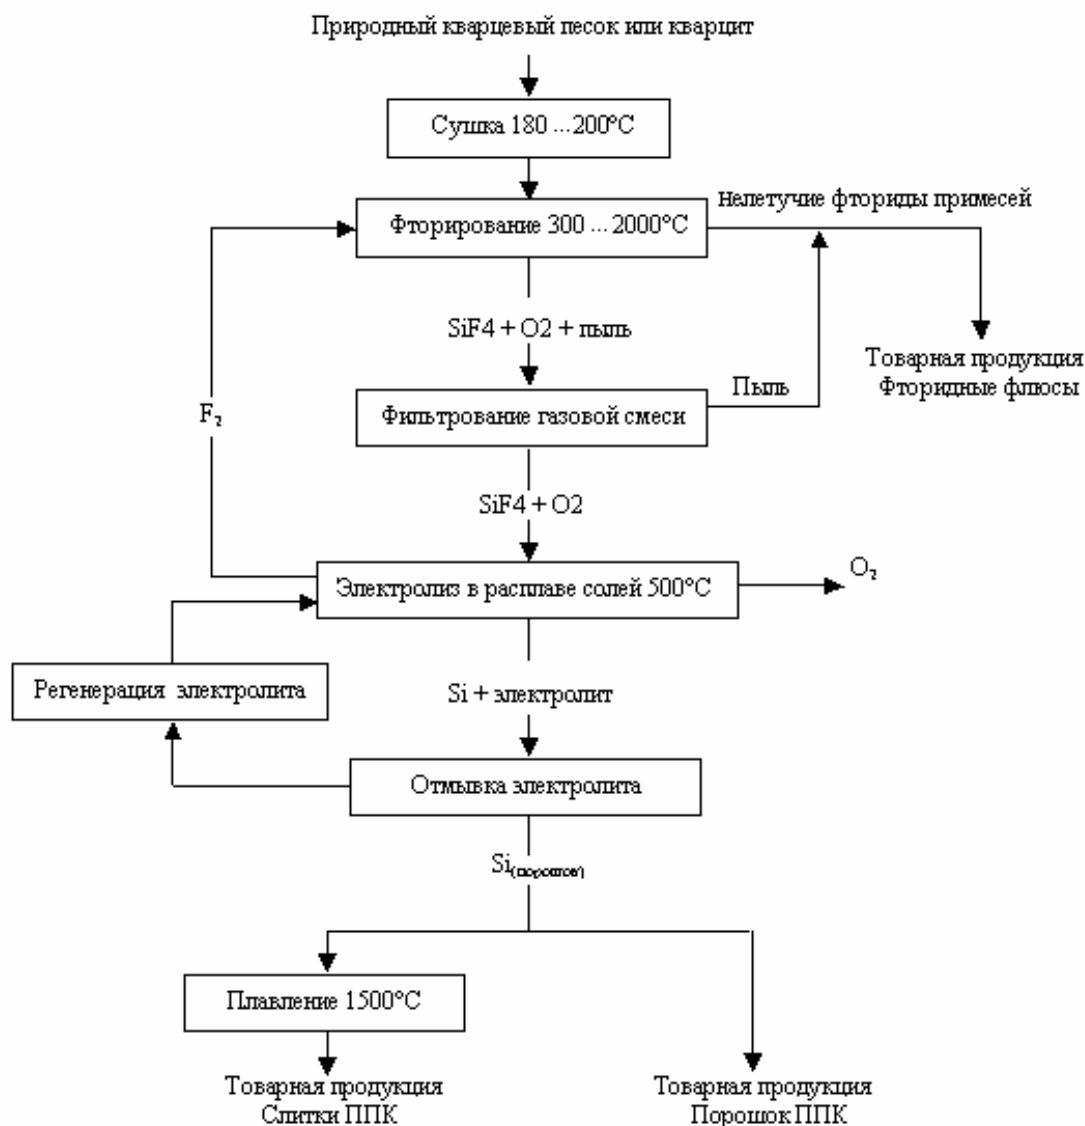 Природный кварцевый песок или кварцит
Сушка 180 ...200°С
Нелетучие фториды примесей
Фторирование 300 ... 2000°С
SiF4 + O2 + пыль
Товарная продукция
Фторидные флюсы
Пыль
F₂
Фильтрование газовой смеси
SiF4 + O2
O₂
Электролиз в расплаве солей 500°С
Регенерация электролита
Si + электролит
Отмывка электролита
Si(порошок)
Плавление 1500°С
Товарная продукция
Слитки ППК
Товарная продукция
Порошок ППК